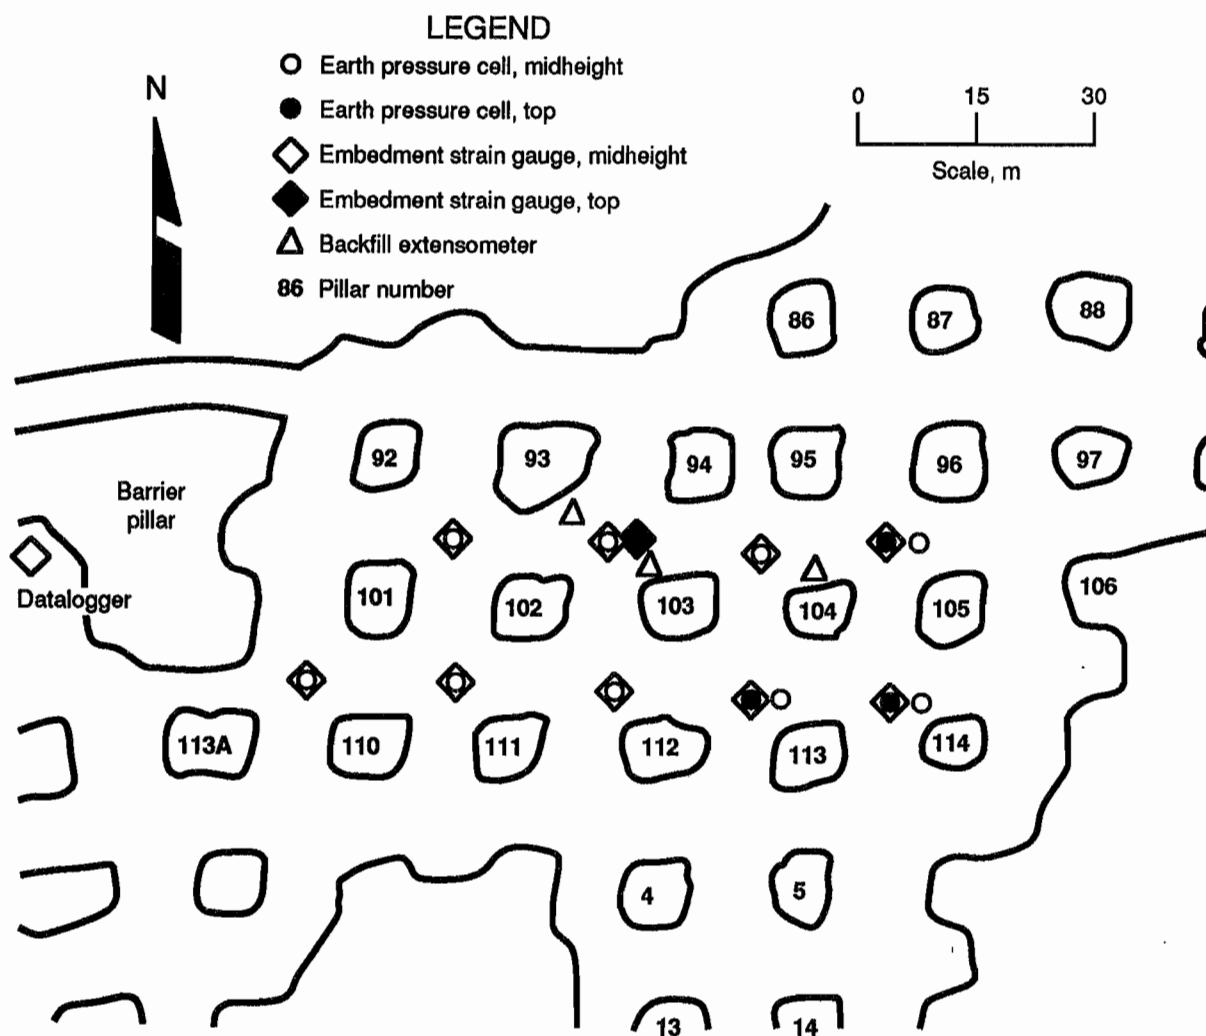 LEGEND
Earth pressure cell, midheight
Earth pressure cell, top
Embedment strain gauge, midheight
Embedment strain gauge, top
Backfill extensometer
86 Pillar number
N
0 15 30
Scale, m
86 87 88
92 93 94 95 96 97
Barrier
pillar
Datalogger
101 102 103 104 105 106
113A 110 111 112 113 114
4 5
13 14